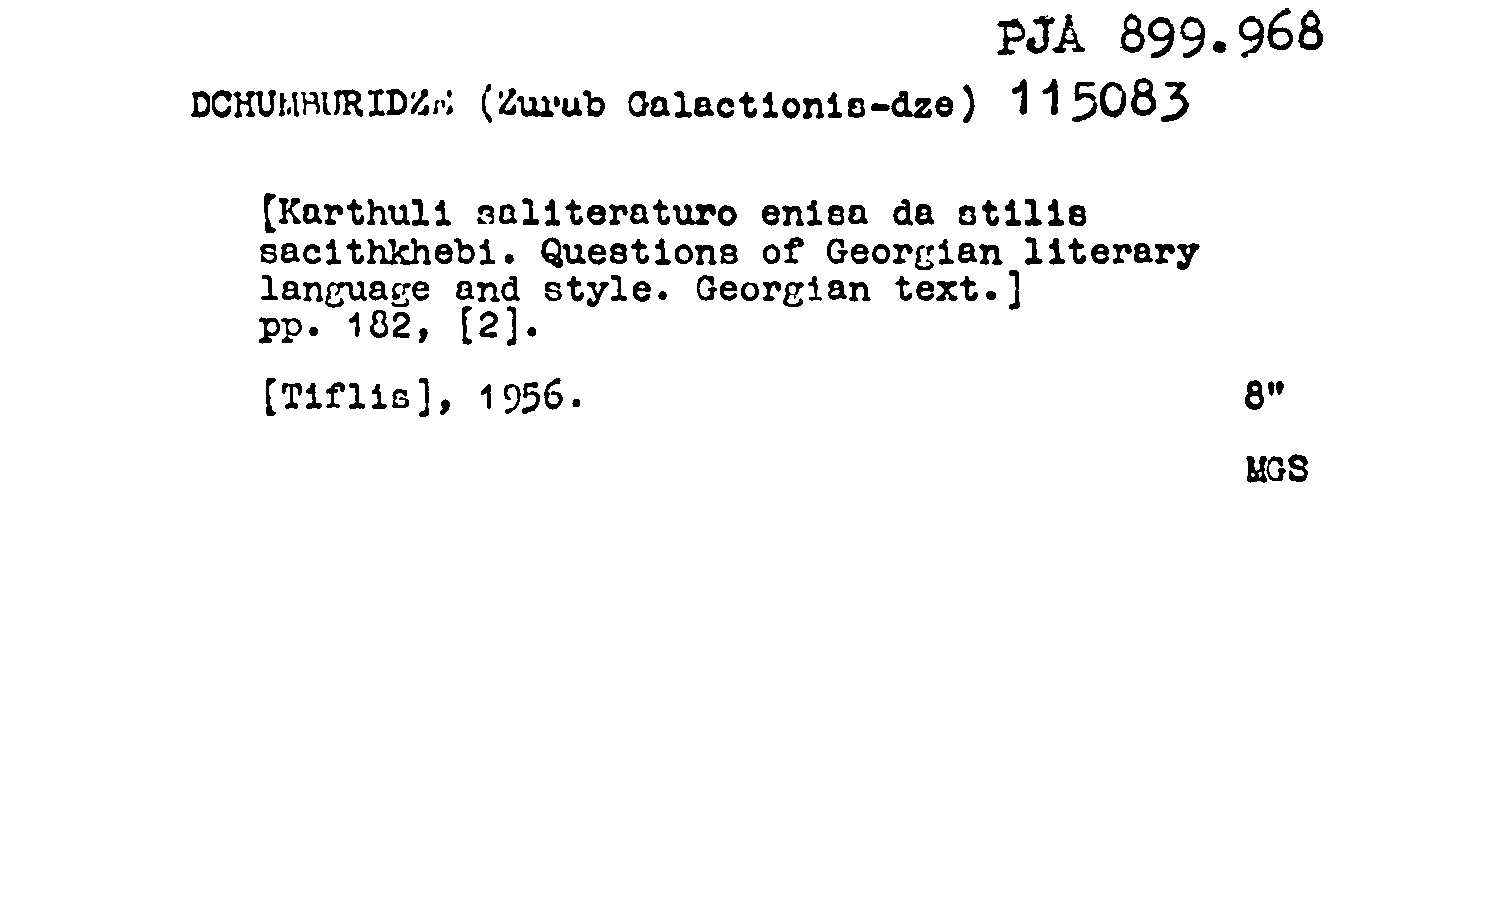 PJA 899.968
DCHUMBURIDZE (Zurub Galactionis-dze) 115083
[Karthuli saliteraturo enisa da stilis
sacithkhebi. Questions of Georgian literary
language and style. Georgian text.]
pp. 182, [2].
[Tiflis], 1956. 8"
MGS